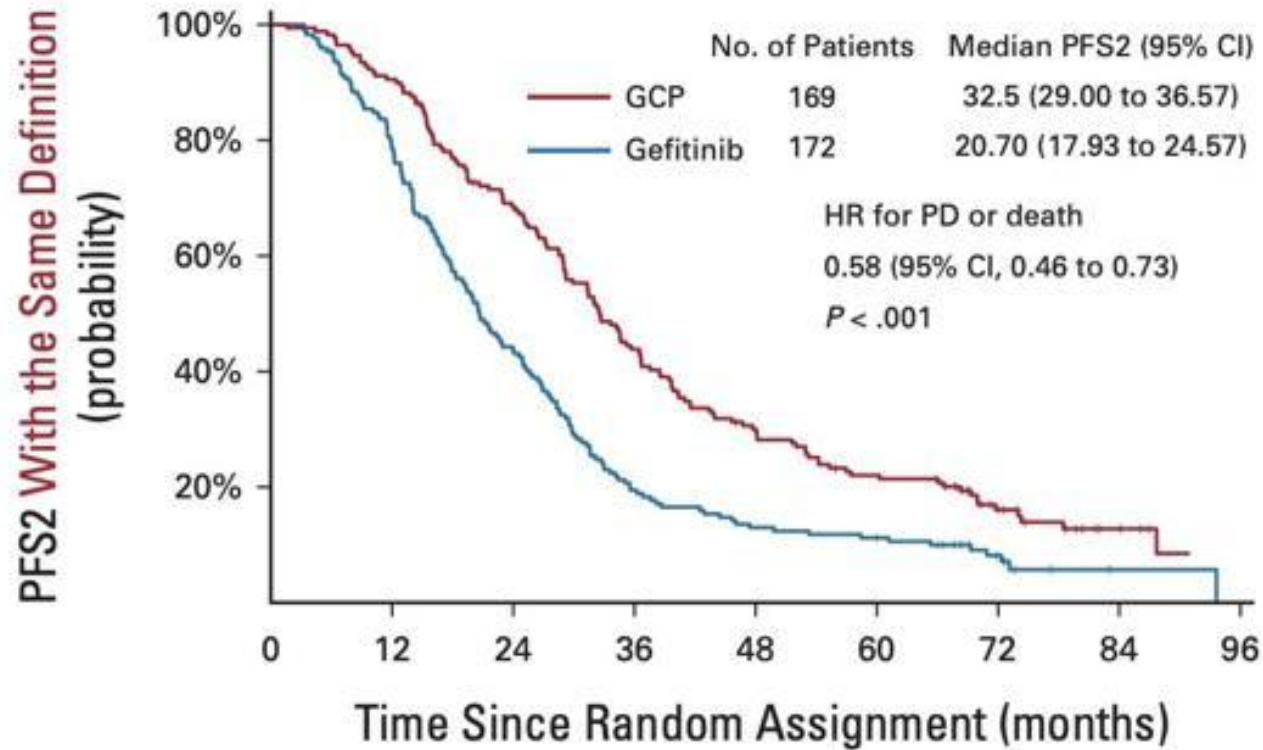 PFS2 With the Same Definition
(probability)
100%
80%
60%
40%
20%
No. of Patients Median PFS2 (95% CI)
GCP 169 32.5 (29.00 to 36.57)
Gefitinib 172 20.70 (17.93 to 24.57)
HR for PD or death
0.58 (95% CI, 0.46 to 0.73)
P < .001
0 12 24 36 48 60 72 84 96
Time Since Random Assignment (months)